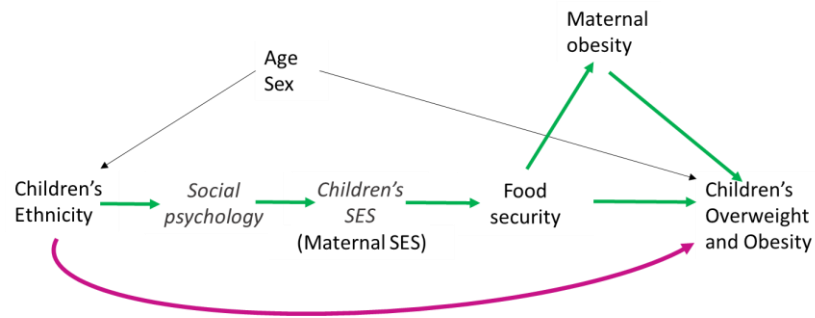 Maternal
obesity
Age
Sex
Children's
Ethnicity
Social
psychology
Children's
SES
(Maternal SES)
Food
security
Children's
Overweight
and Obesity